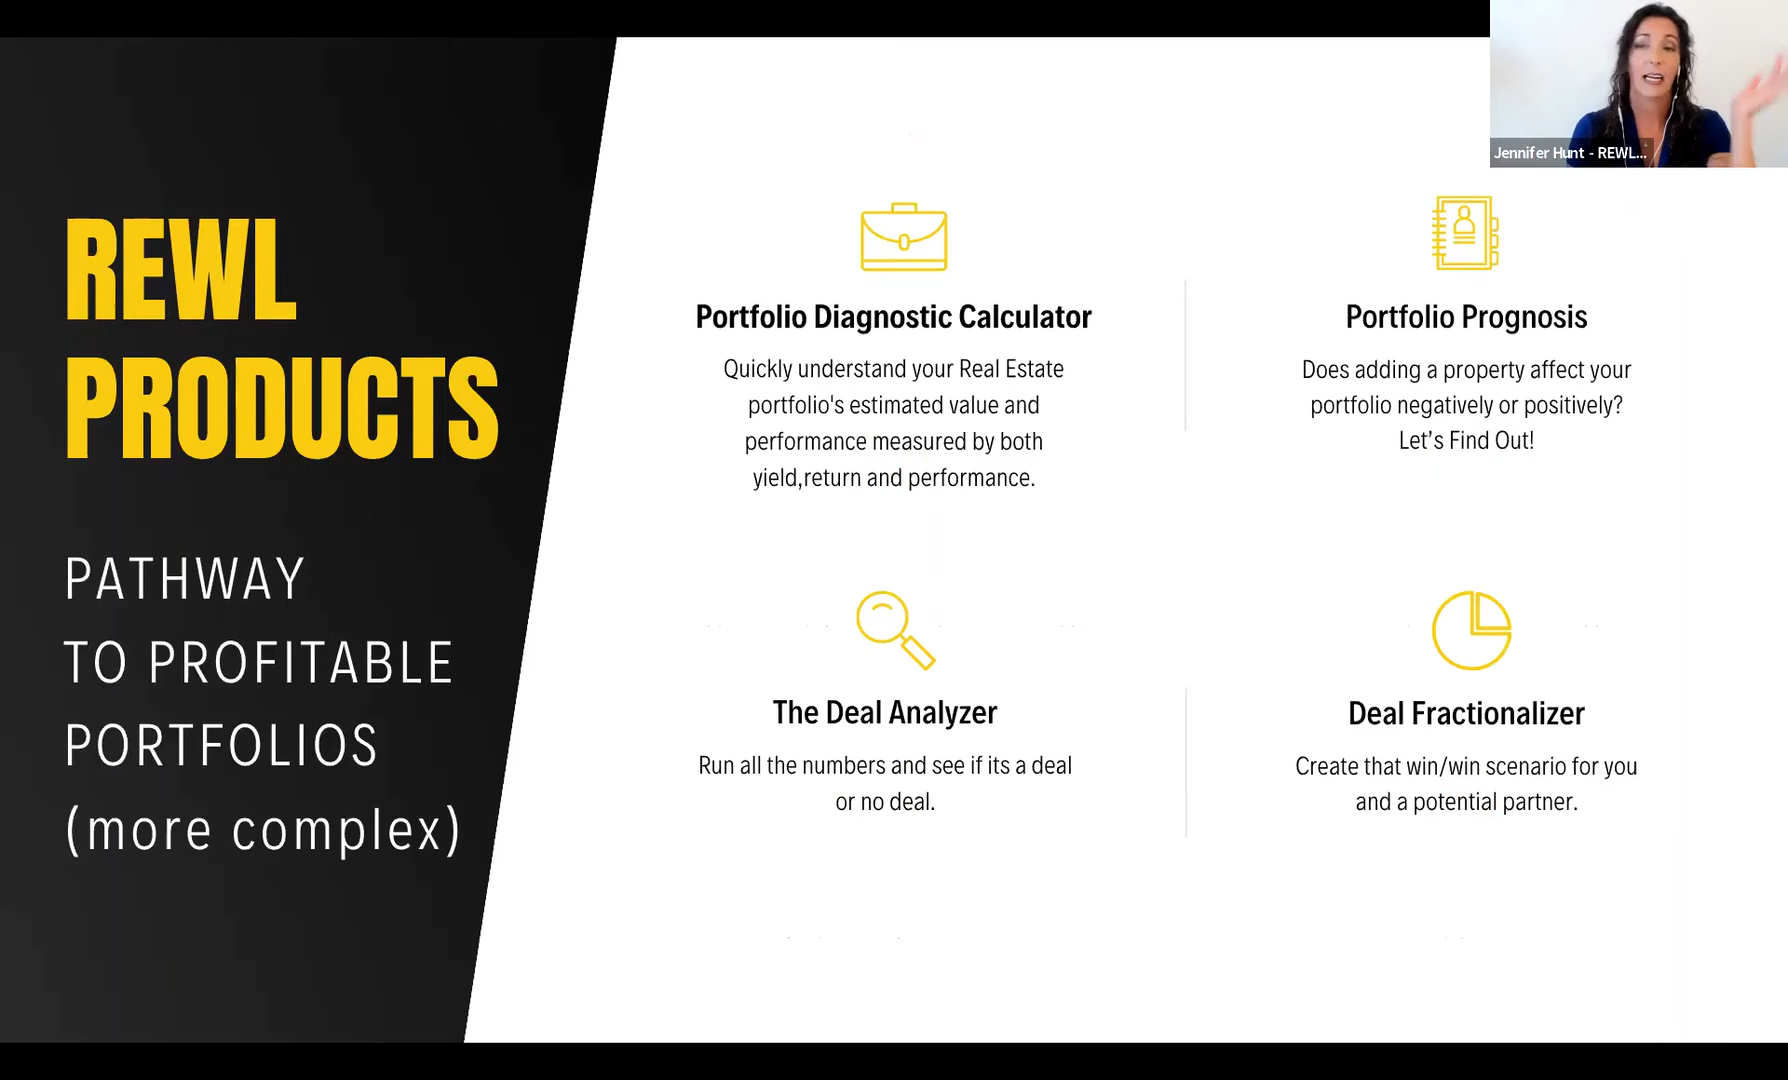 REWL
PRODUCTS
PATHWAY
TO PROFITABLE
PORTFOLIOS
(more complex)
Portfolio Diagnostic Calculator
Quickly understand your Real Estate
portfolio's estimated value and
performance measured by both
yield,return and performance.
Portfolio Prognosis
Does adding a property affect your
portfolio negatively or positively?
Let's Find Out!
The Deal Analyzer
Run all the numbers and see if its a deal
or no deal.
Deal Fractionalizer
Create that win/win scenario for you
and a potential partner.
Jennifer Hunt - REWL...